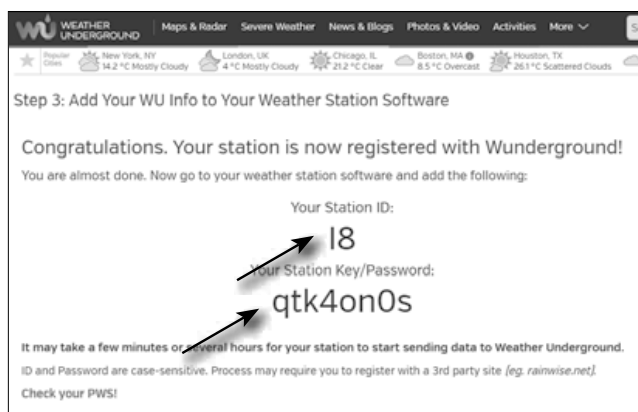 WEATHER UNDERGROUND Maps & Radar Severe Weather News & Blogs Photos & Video Activities More
Popular Cities New York, NY 14.2 °C Mostly Cloudy London, UK 4 °C Mostly Cloudy Chicago, IL 21.2 °C Clear Boston, MA 8.5 °C Overcast Houston, TX 26.1 °C Scattered Clouds
Step 3: Add Your WU Info to Your Weather Station Software
Congratulations. Your station is now registered with Wunderground!
You are almost done. Now go to your weather station software and add the following:
Your Station ID:
I8
Your Station Key/Password:
qtk4on0s
It may take a few minutes or several hours for your station to start sending data to Weather Underground.
ID and Password are case-sensitive. Process may require you to register with a 3rd party site (eg. rainwise.net).
Check your PWS!